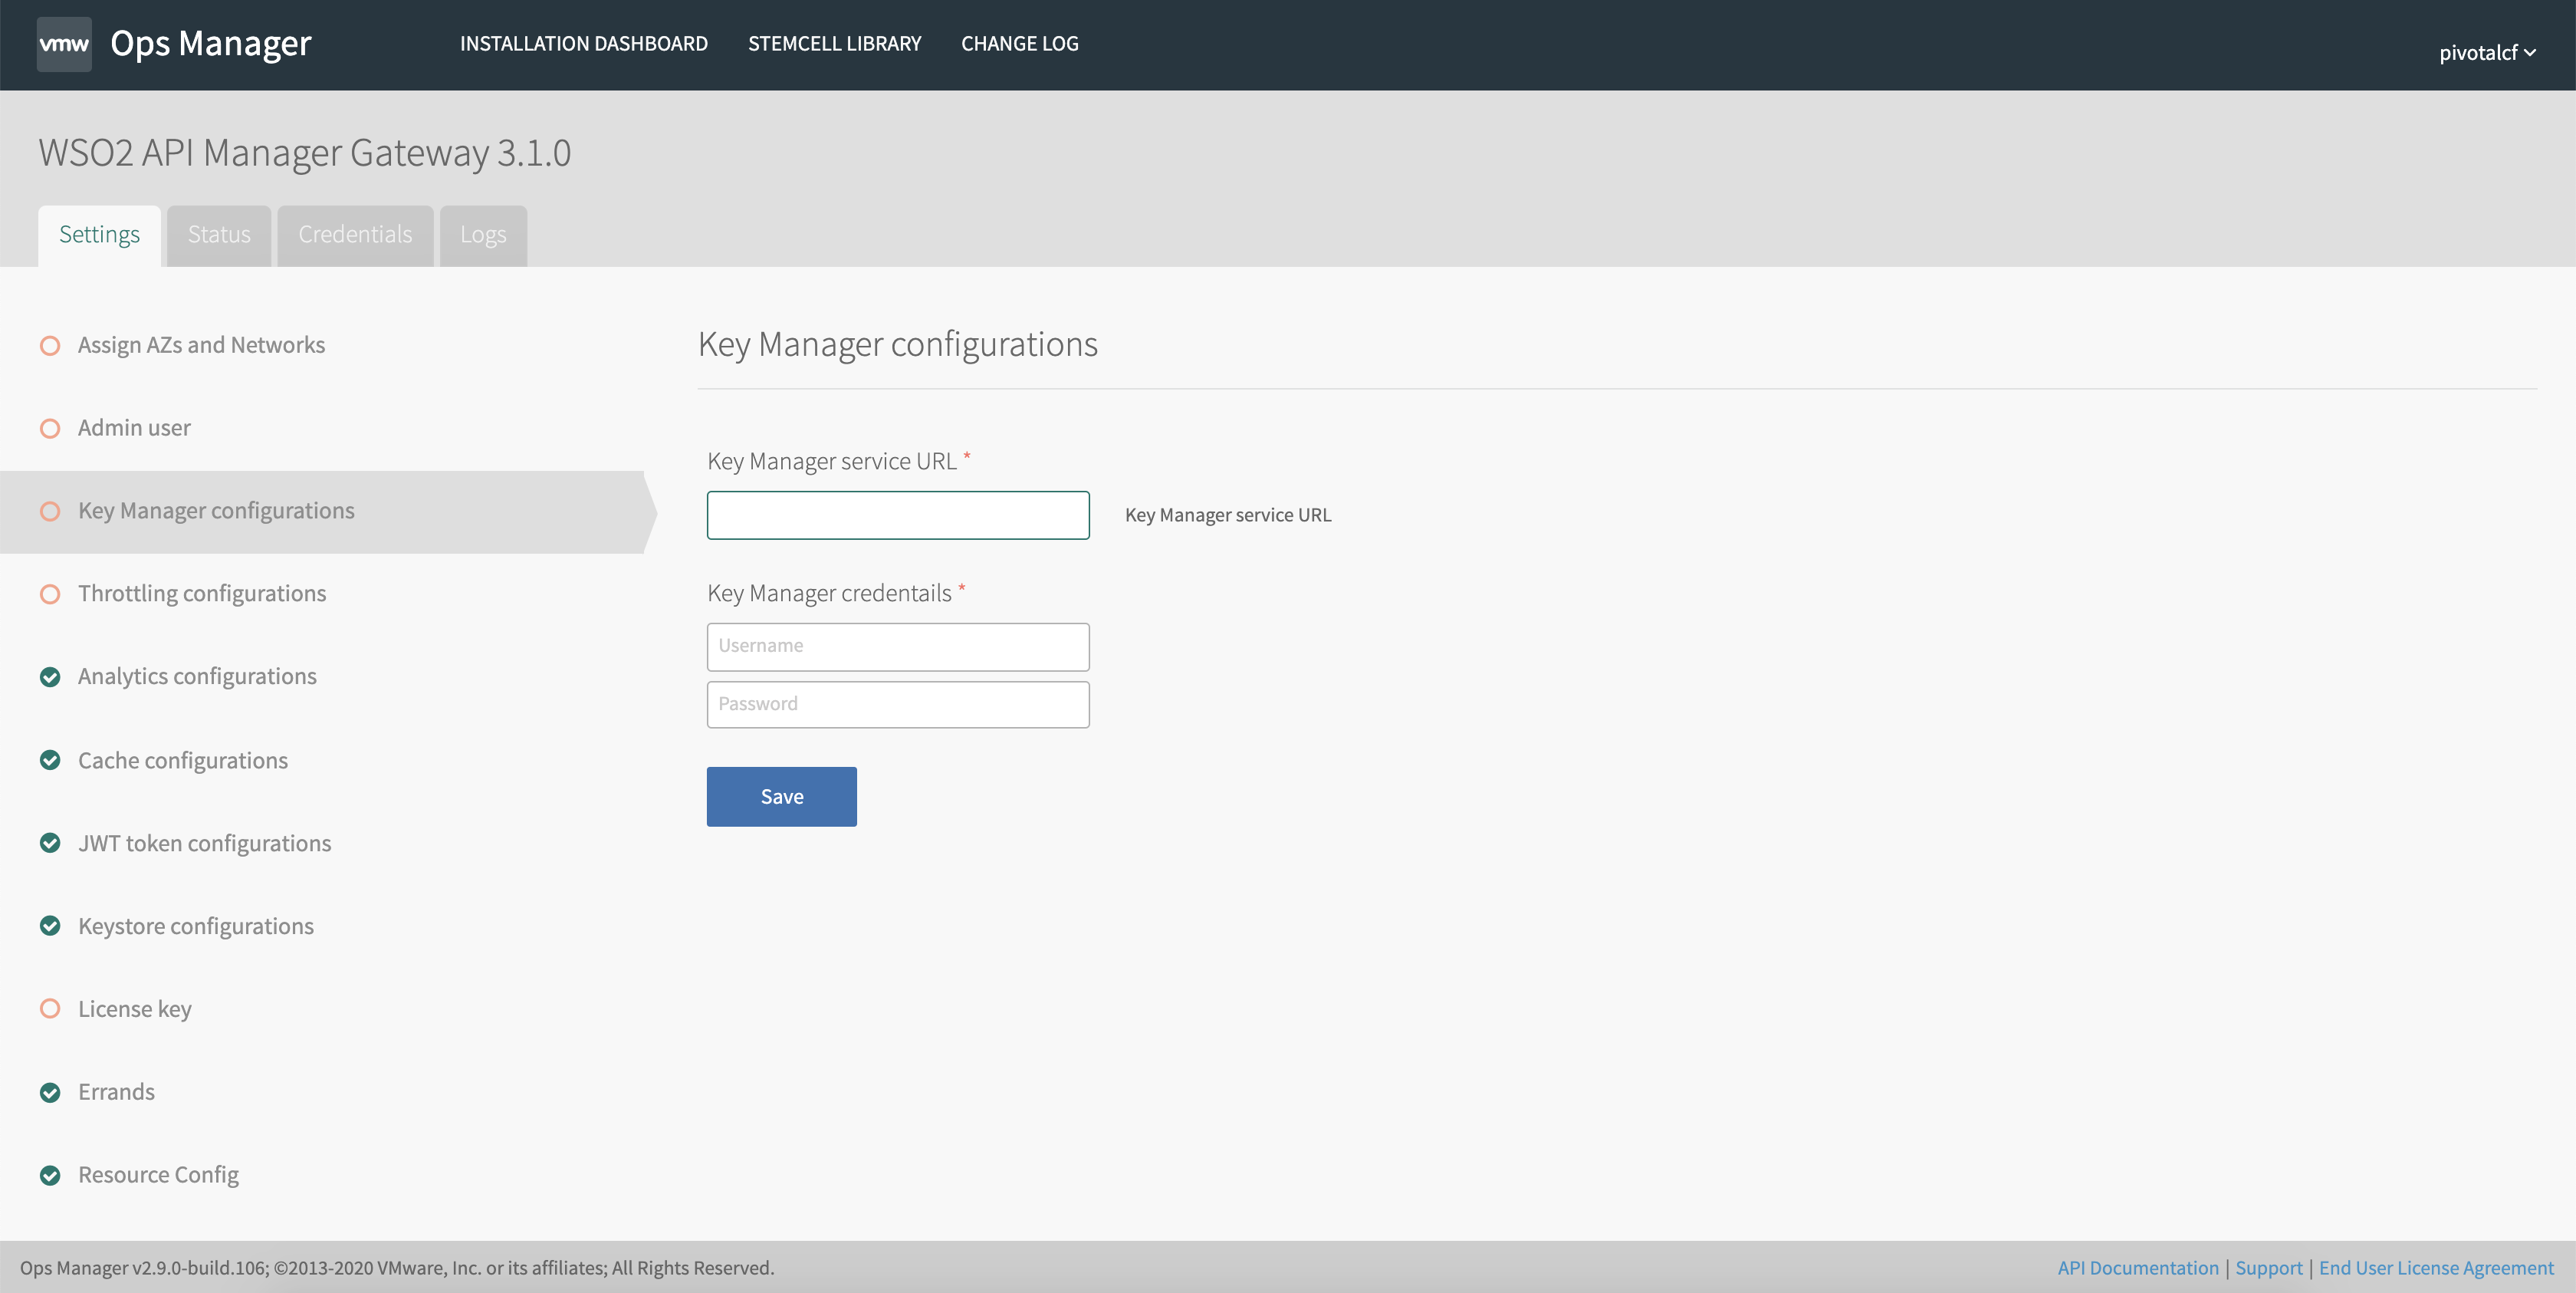 vmw Ops Manager INSTALLATION DASHBOARD STEMCELL LIBRARY CHANGE LOG pivotalcf
WSO2 API Manager Gateway 3.1.0
Settings Status Credentials Logs
Assign AZs and Networks
Admin user
Key Manager configurations
Throttling configurations
Analytics configurations
Cache configurations
JWT token configurations
Keystore configurations
License key
Errands
Resource Config
Key Manager configurations
Key Manager service URL *
Key Manager service URL
Key Manager credentails *
Username
Password
Save
Ops Manager v2.9.0-build.106; ©2013-2020 VMware, Inc. or its affiliates; All Rights Reserved. API Documentation | Support | End User License Agreement